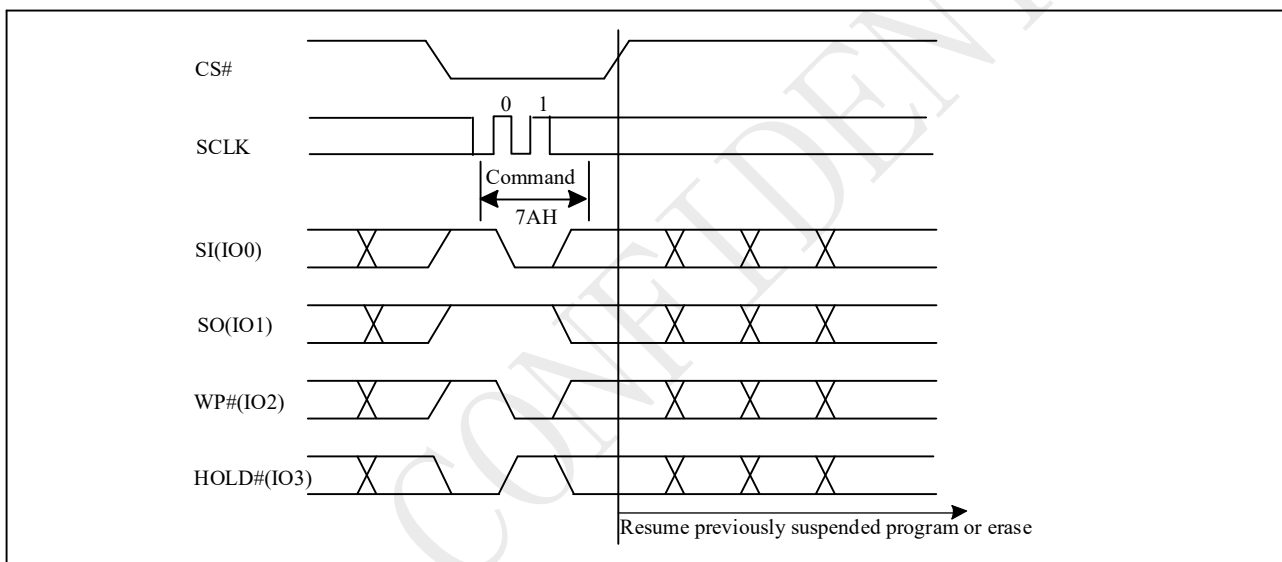 CS#
0 1
SCLK
Command
7AH
SI(IO0)
SO(IO1)
WP#(IO2)
HOLD#(IO3)
Resume previously suspended program or erase
CONFIDENT